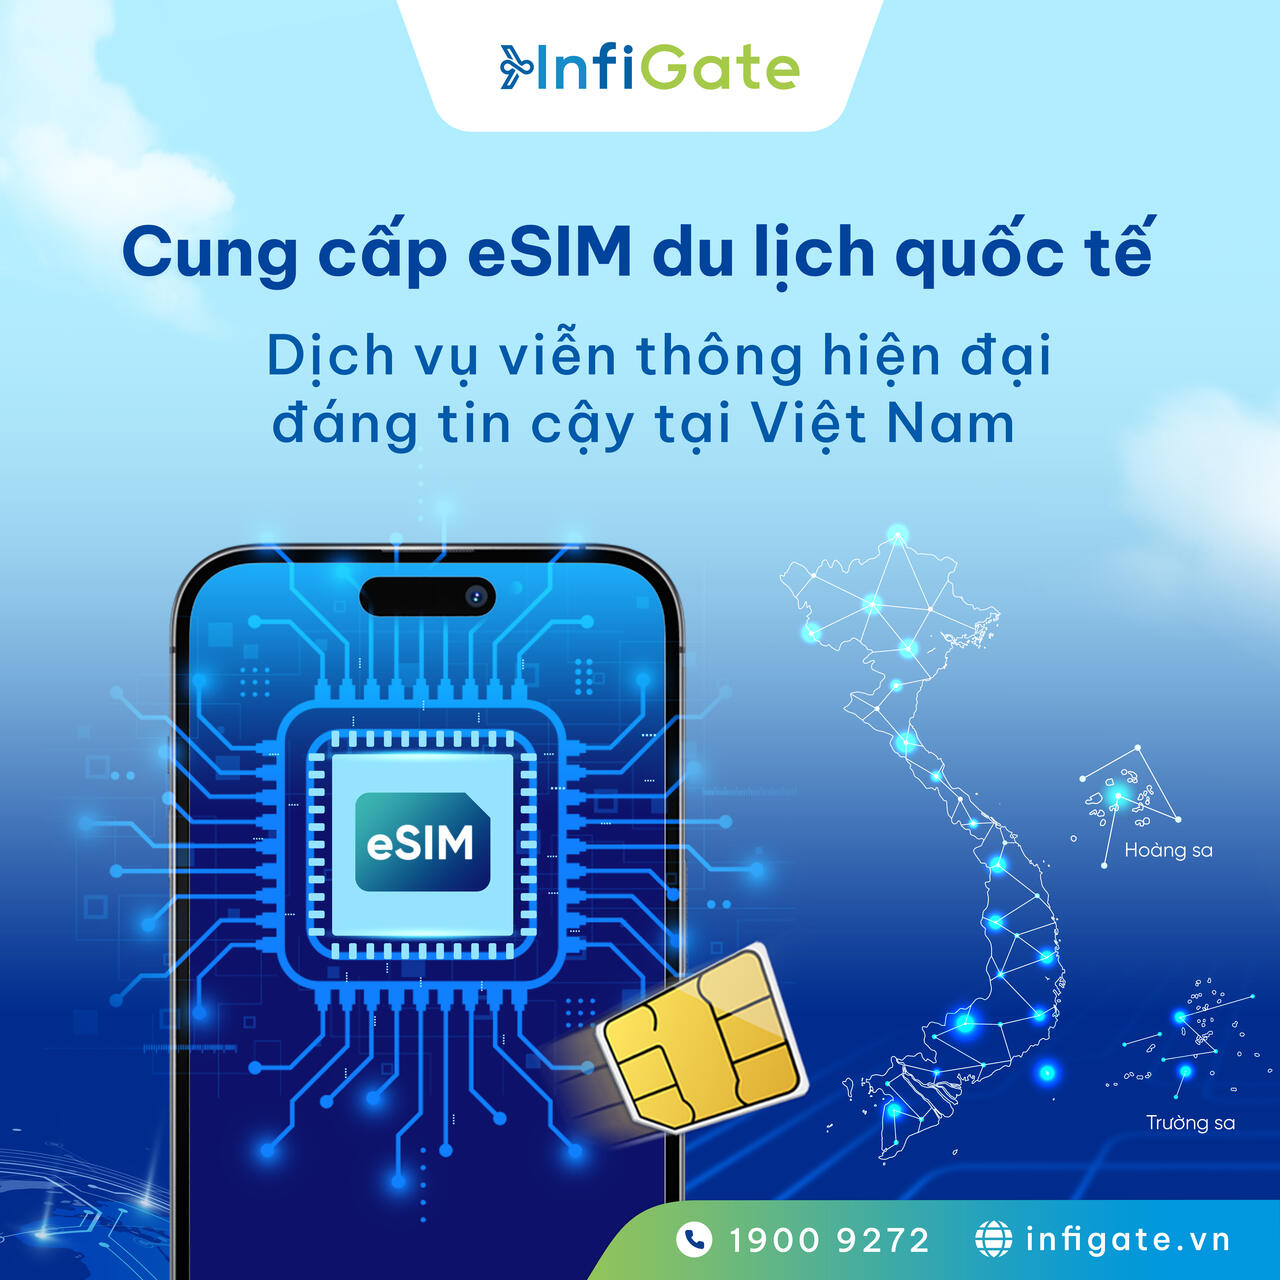 InfiGate
Cung cấp eSIM du lịch quốc tế
Dịch vụ viễn thông hiện đại
đáng tin cậy tại Việt Nam
eSIM
Hoàng sa
Trường sa
1900 9272
infigate.vn